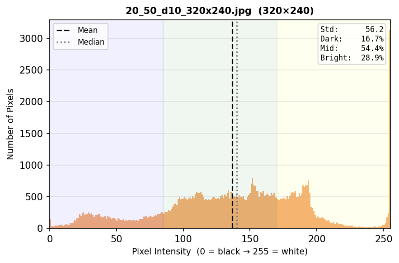 20_50_d10_320x240.jpg  (320×240)
Mean
Median
Std: 56.2
Dark: 16.7%
Mid: 54.4%
Bright: 28.9%
Number of Pixels
3000
2500
2000
1500
1000
500
0
0 50 100 150 200 250
Pixel Intensity  (0 = black → 255 = white)